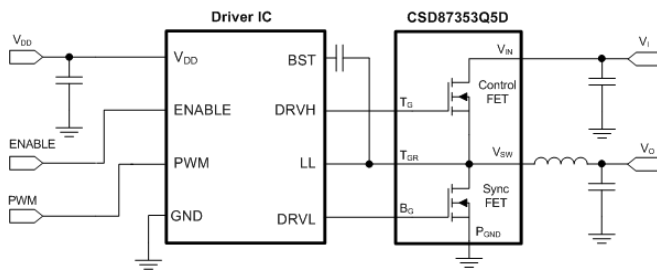 Driver IC
CSD87353Q5D
VDD
VDD
BST
VIN
VI
Control
FET
ENABLE
DRVH
TG
ENABLE
PWM
LL
TGR
VSW
VO
PWM
Sync
FET
GND
DRVL
BG
PGND